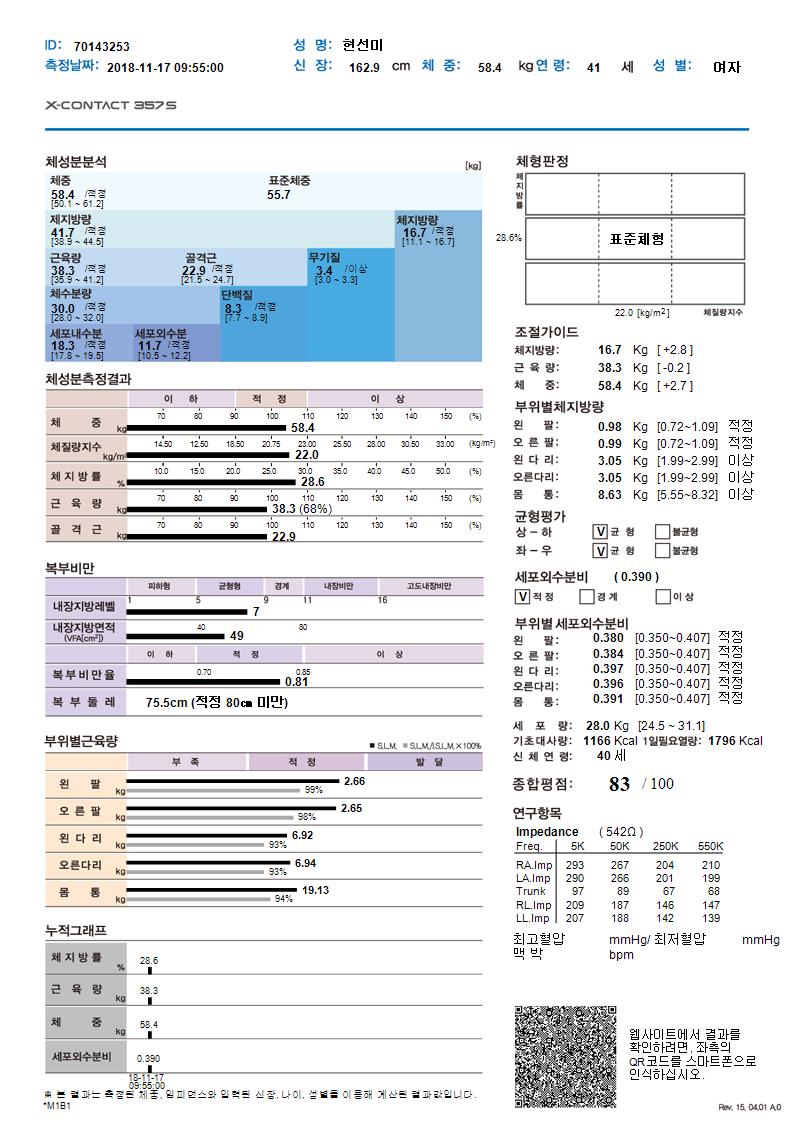 ID: 70143253 성 명: 현선미
측정날짜: 2018-11-17 09:55:00 신 장: 162.9 cm 체 중: 58.4 kg 연 령: 41 세 성 별: 여자
X-CONTACT 357S
체성분분석 [kg]
체중 표준체중
58.4 /적정 55.7
[50.1 ~ 61.2]
제지방량 체지방량
41.7 /적정 16.7 /적정
[38.9 ~ 44.5] [11.1 ~ 16.7]
근육량 골격근 무기질
38.3 /적정 22.9 /적정 3.4 /이상
[35.9 ~ 41.2] [21.5 ~ 24.7] [3.0 ~ 3.3]
체수분량 단백질
30.0 /적정 8.3 /적정
[28.0 ~ 32.0] [7.7 ~ 8.9]
세포내수분 세포외수분
18.3 /적정 11.7 /적정
[17.8 ~ 19.5] [10.5 ~ 12.2]
체성분측정결과
이 하 적 정 이 상
체 중 kg 70 80 90 100 110 120 130 140 150 (%)
58.4
체질량지수 kg/m² 14.50 12.50 18.50 20.75 23.00 25.50 28.00 30.50 33.00 (kg/m²)
22.0
체 지 방 률 % 10.0 15.0 20.0 25.0 30.0 35.0 40.0 45.0 50.0 (%)
28.6
근 육 량 kg 70 80 90 100 110 120 130 140 150 (%)
38.3 (68%)
골 격 근 kg 70 80 90 100 110 120 130 140 150 (%)
22.9
복부비만
피하형 균형형 경계 내장비만 고도내장비만
내장지방레벨 1 5 9 11 16
7
내장지방면적 (VFA[cm²]) 40 80
49
이 하 적 정 이 상
복부비만율 0.70 0.85
0.81
복 부 둘 레 75.5cm (적정 80㎝ 미만)
부위별근육량 ■ S.L.M. ■ S.L.M./I.S.L.M.×100%
부 족 적 정 발 달
왼 팔 kg 2.66
99%
오 른 팔 kg 2.65
98%
왼 다 리 kg 6.92
93%
오른다리 kg 6.94
93%
몸 통 kg 19.13
94%
누적그래프
체 지 방 률 % 28.6
근 육 량 kg 38.3
체 중 kg 58.4
세포외수분비 0.390
18-11-17
09:55:00
※ 본 결과는 측정된 체중, 임피던스와 입력된 신장, 나이, 성별을 이용해 계산된 결과값입니다.
*M1B1
체형판정
체지방률
28.6% 표준체형
22.0 [kg/m²] 체질량지수
조절가이드
체지방량: 16.7 Kg [ +2.8 ]
근 육 량: 38.3 Kg [ -0.2 ]
체 중: 58.4 Kg [ +2.7 ]
부위별체지방량
왼 팔: 0.98 Kg [0.72~1.09] 적정
오 른 팔: 0.99 Kg [0.72~1.09] 적정
왼 다 리: 3.05 Kg [1.99~2.99] 이상
오른다리: 3.05 Kg [1.99~2.99] 이상
몸 통: 8.63 Kg [5.55~8.32] 이상
균형평가
상 – 하 V 균 형 불균형
좌 – 우 V 균 형 불균형
세포외수분비 ( 0.390 )
V 적 정 경 계 이 상
부위별 세포외수분비
왼 팔: 0.380 [0.350~0.407] 적정
오 른 팔: 0.384 [0.350~0.407] 적정
왼 다 리: 0.397 [0.350~0.407] 적정
오른다리: 0.396 [0.350~0.407] 적정
몸 통: 0.391 [0.350~0.407] 적정
세 포 량: 28.0 Kg [24.5 ~ 31.1]
기초대사량: 1166 Kcal 1일필요열량: 1796 Kcal
신 체 연 령: 40 세
종합평점: 83 / 100
연구항목
Impedance ( 542Ω )
Freq. 5K 50K 250K 550K
RA.Imp 293 267 204 210
LA.Imp 290 266 201 199
Trunk 97 89 67 68
RL.Imp 209 187 146 147
LL.Imp 207 188 142 139
최고혈압 mmHg/ 최저혈압 mmHg
맥 박 bpm
웹사이트에서 결과를
확인하려면, 좌측의
QR코드를 스마트폰으로
인식하십시오.
Rev, 15, 04,01 A,0